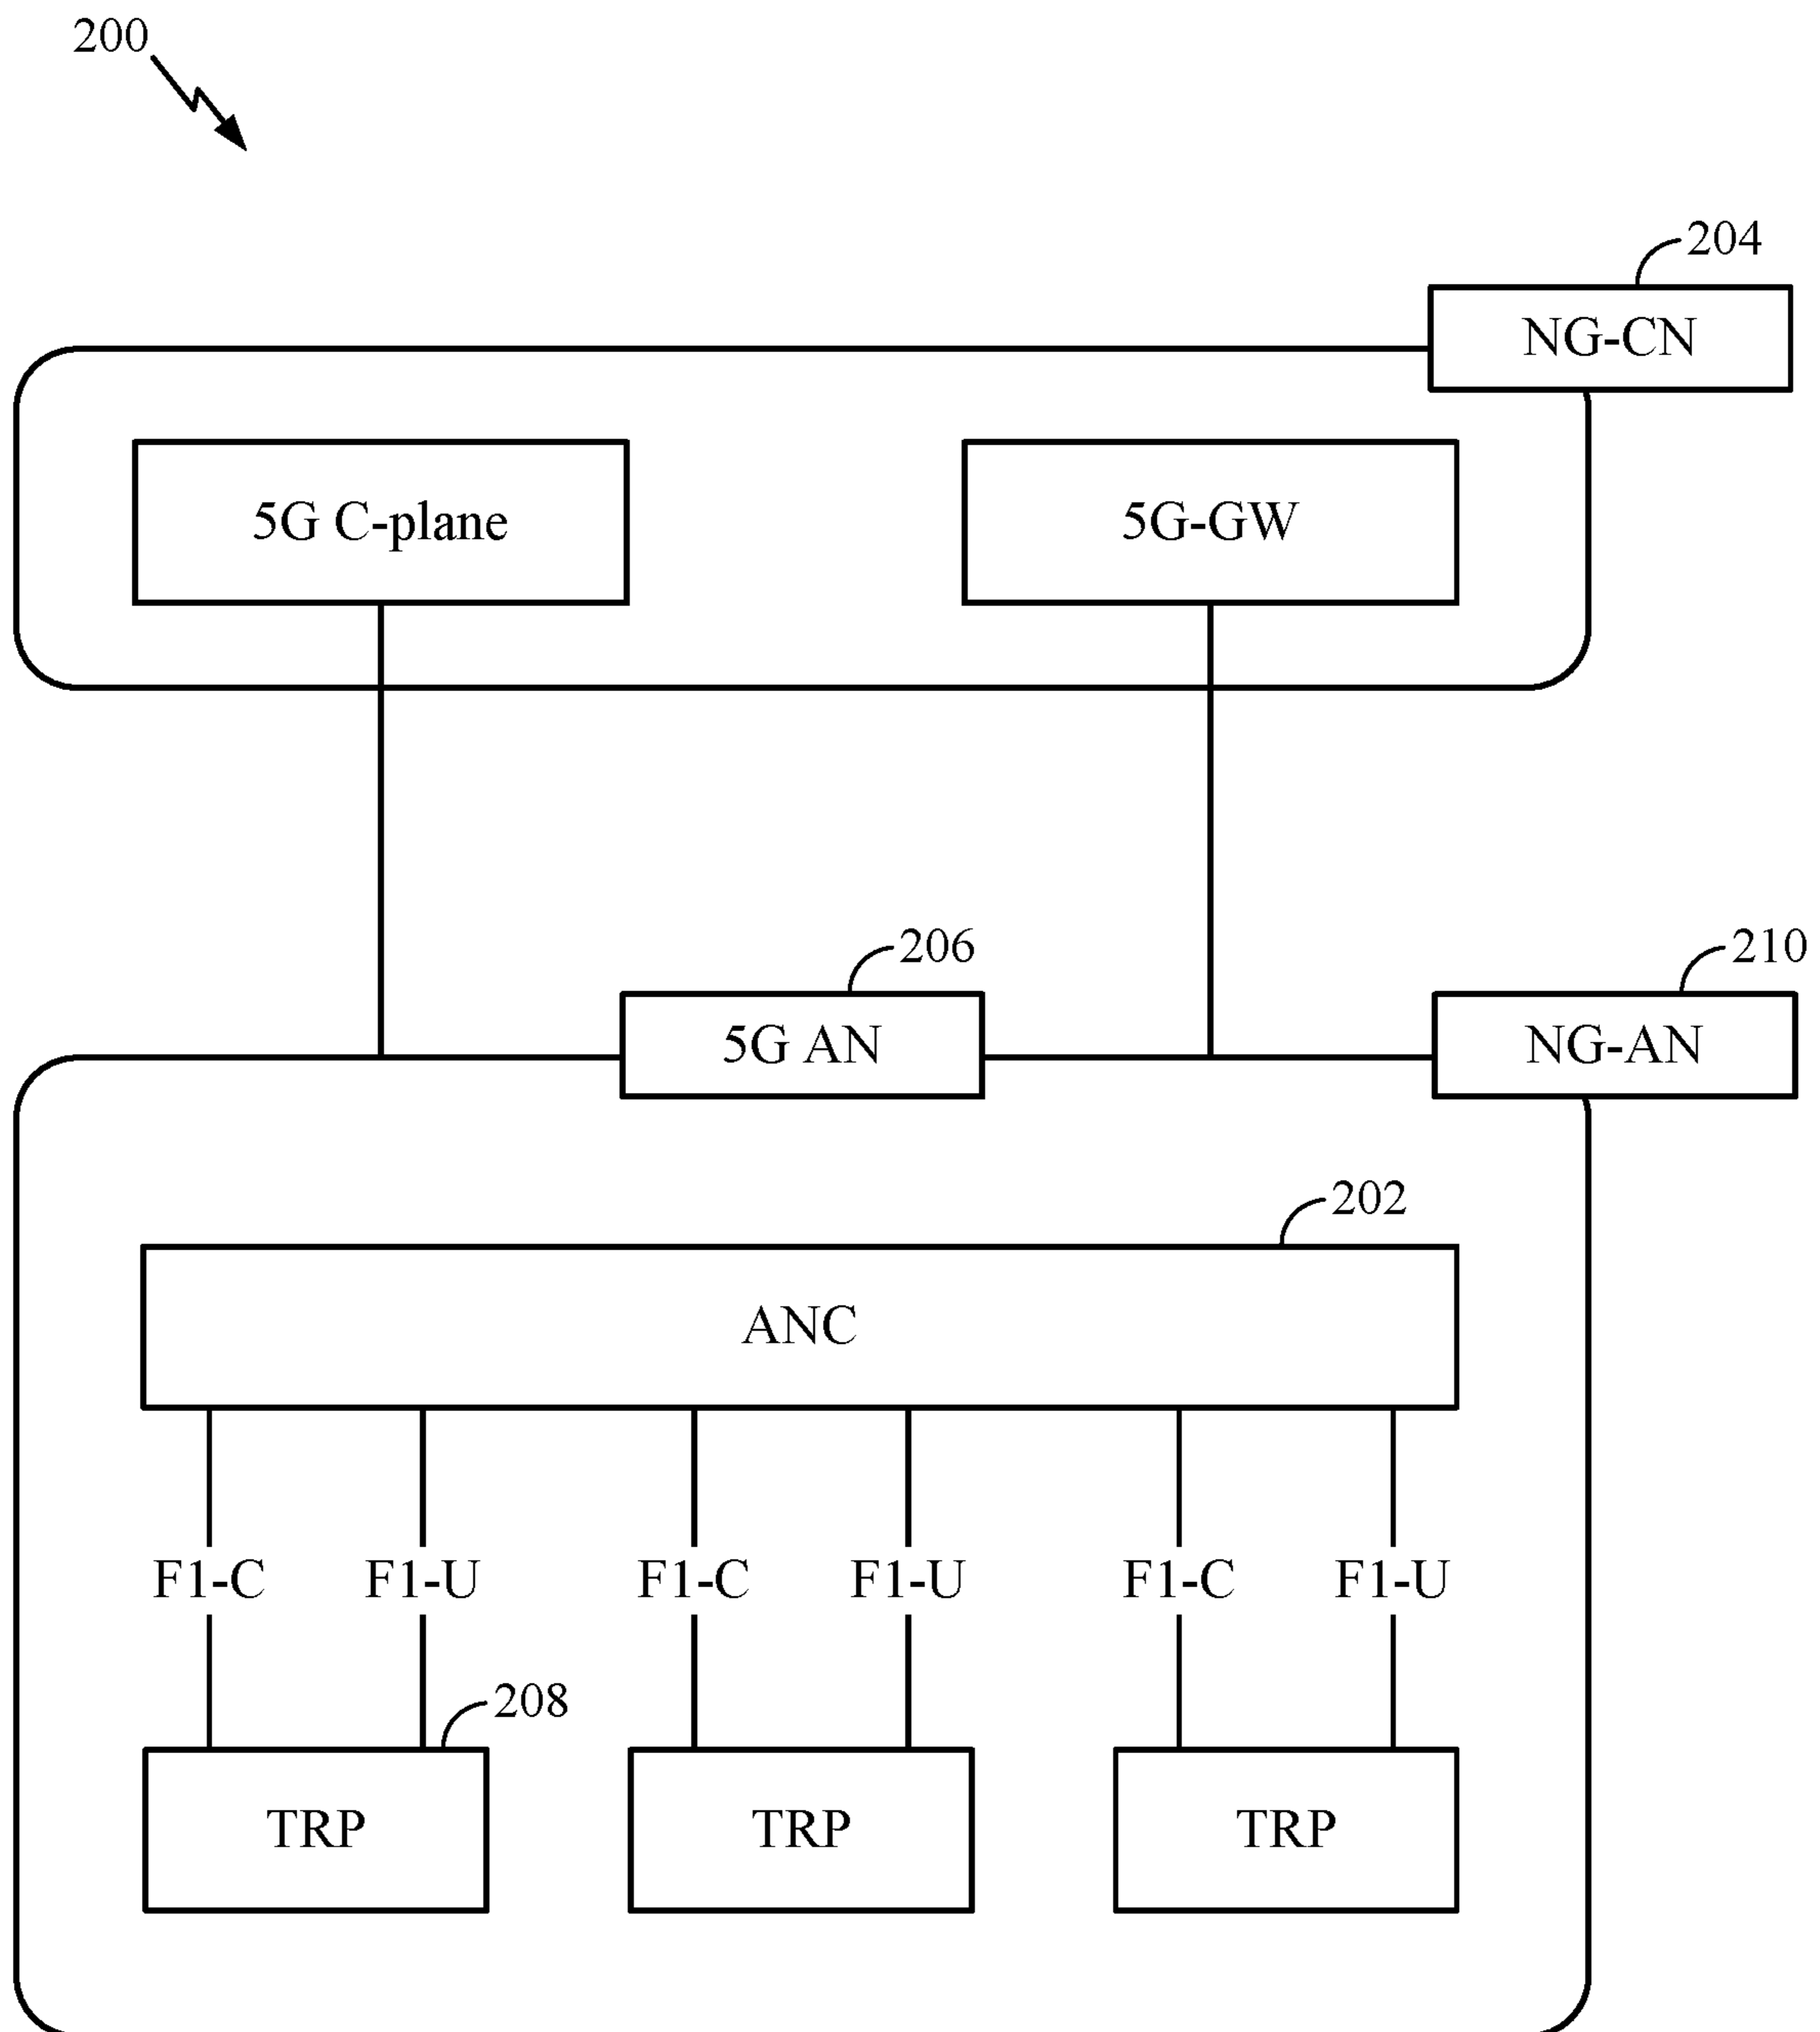 200
204
NG-CN
5G C-plane
5G-GW
206
210
5G AN
NG-AN
202
ANC
F1-C
F1-U
F1-C
F1-U
F1-C
F1-U
208
TRP
TRP
TRP